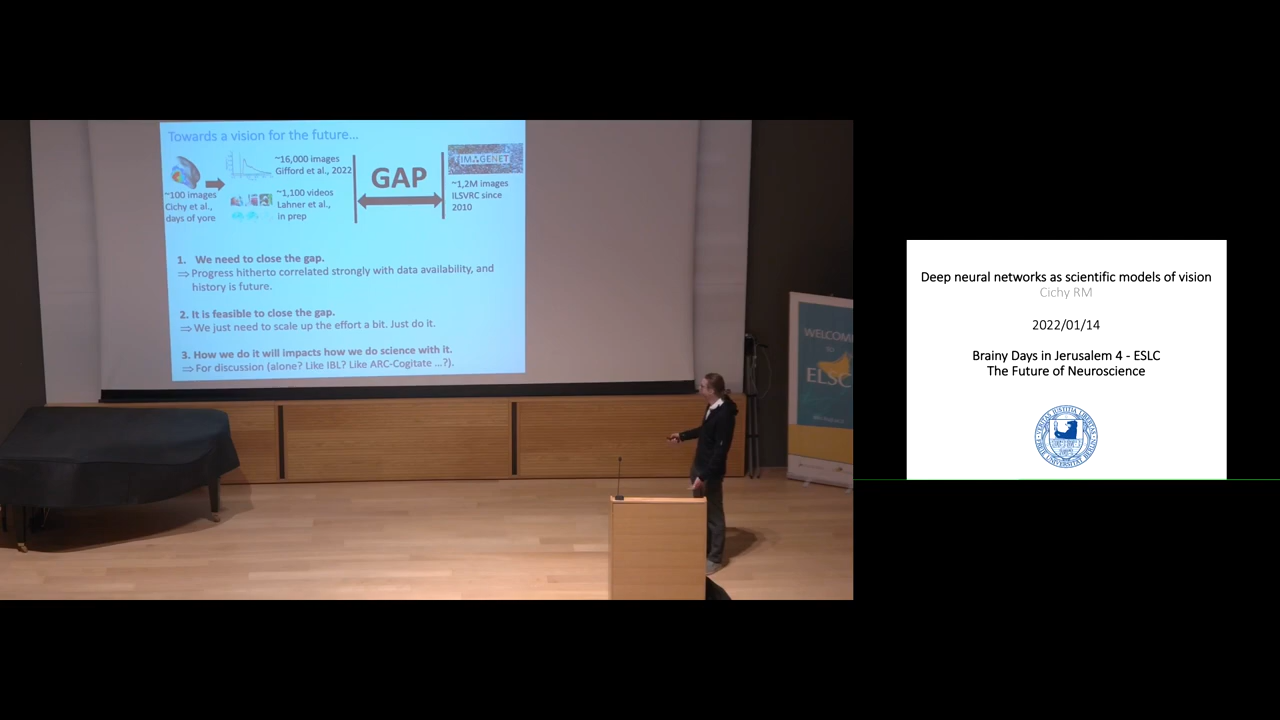 Towards a vision for the future...
~100 images
Cichy et al.,
days of yore
~16,000 images
Gifford et al., 2022
~1,100 videos
Lahner et al.,
in prep
GAP
IMAGENET
~1,2M images
ILSVRC since
2010
1. We need to close the gap.
⇒ Progress hitherto correlated strongly with data availability, and
history is future.
2. It is feasible to close the gap.
⇒ We just need to scale up the effort a bit. Just do it.
3. How we do it will impacts how we do science with it.
⇒ For discussion (alone? Like IBL? Like ARC-Cogitate ...?).
WELCOME
ELSC
Deep neural networks as scientific models of vision
Cichy RM
2022/01/14
Brainy Days in Jerusalem 4 - ESLC
The Future of Neuroscience